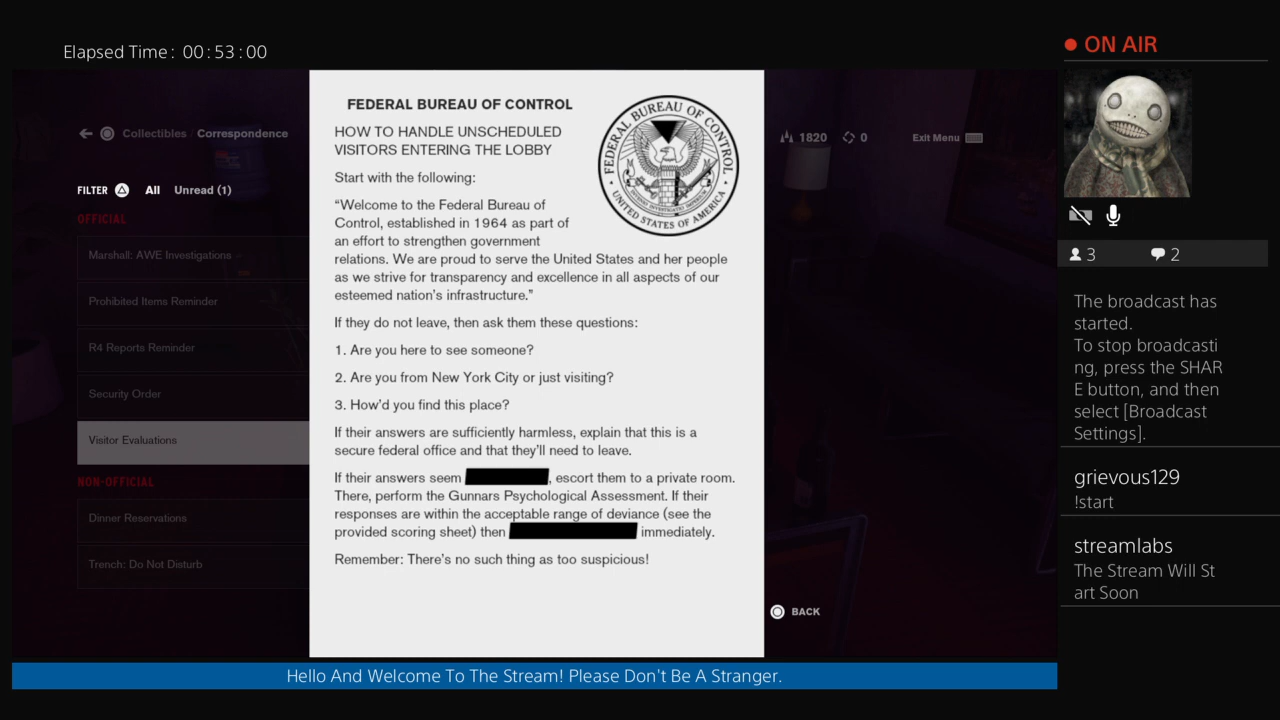 Elapsed Time: 00:53:00
ON AIR
Collectibles / Correspondence
1820
0
Exit Menu
FILTER All Unread (1)
OFFICIAL
Marshall: AWE Investigations
Prohibited Items Reminder
R4 Reports Reminder
Security Order
Visitor Evaluations
NON-OFFICIAL
Dinner Reservations
Trench: Do Not Disturb
FEDERAL BUREAU OF CONTROL
HOW TO HANDLE UNSCHEDULED
VISITORS ENTERING THE LOBBY
FEDERAL BUREAU OF CONTROL
UNITED STATES OF AMERICA
Start with the following:
“Welcome to the Federal Bureau of
Control, established in 1964 as part of
an effort to strengthen government
relations. We are proud to serve the United States and her people
as we strive for transparency and excellence in all aspects of our
esteemed nation’s infrastructure.”
If they do not leave, then ask them these questions:
1. Are you here to see someone?
2. Are you from New York City or just visiting?
3. How’d you find this place?
If their answers are sufficiently harmless, explain that this is a
secure federal office and that they’ll need to leave.
If their answers seem , escort them to a private room.
There, perform the Gunnars Psychological Assessment. If their
responses are within the acceptable range of deviance (see the
provided scoring sheet) then immediately.
Remember: There’s no such thing as too suspicious!
BACK
3
2
The broadcast has
started.
To stop broadcasti
ng, press the SHAR
E button, and then
select [Broadcast
Settings].
grievous129
!start
streamlabs
The Stream Will St
art Soon
Hello And Welcome To The Stream! Please Don't Be A Stranger.